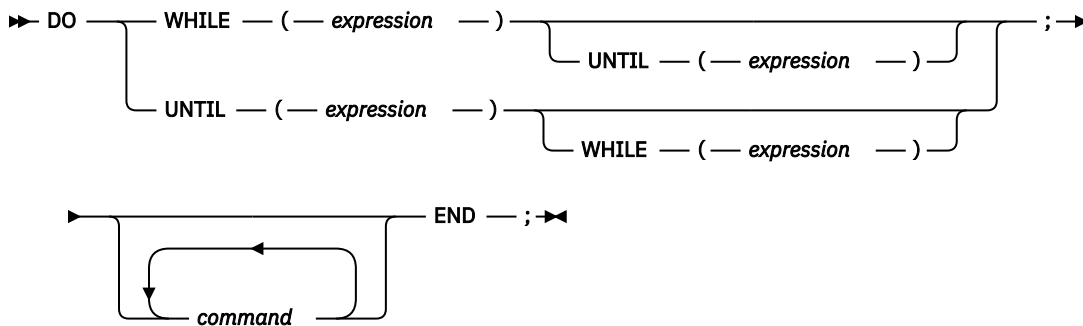 DO WHILE ( expression ) ;
UNTIL ( expression )
UNTIL ( expression )
WHILE ( expression )
END ;
command